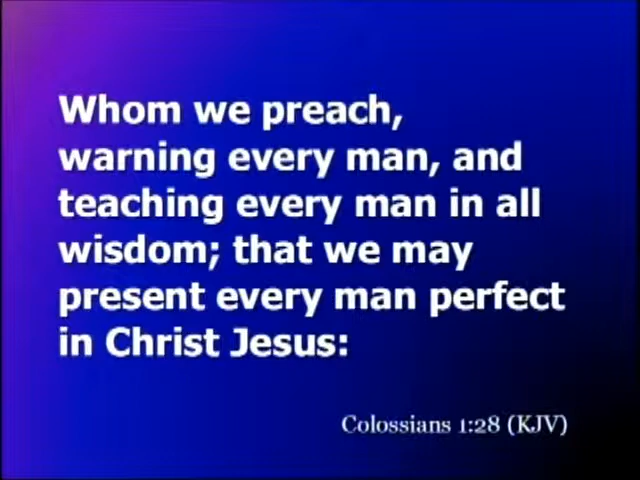 Whom we preach,
warning every man, and
teaching every man in all
wisdom; that we may
present every man perfect
in Christ Jesus:
Colossians 1:28 (KJV)